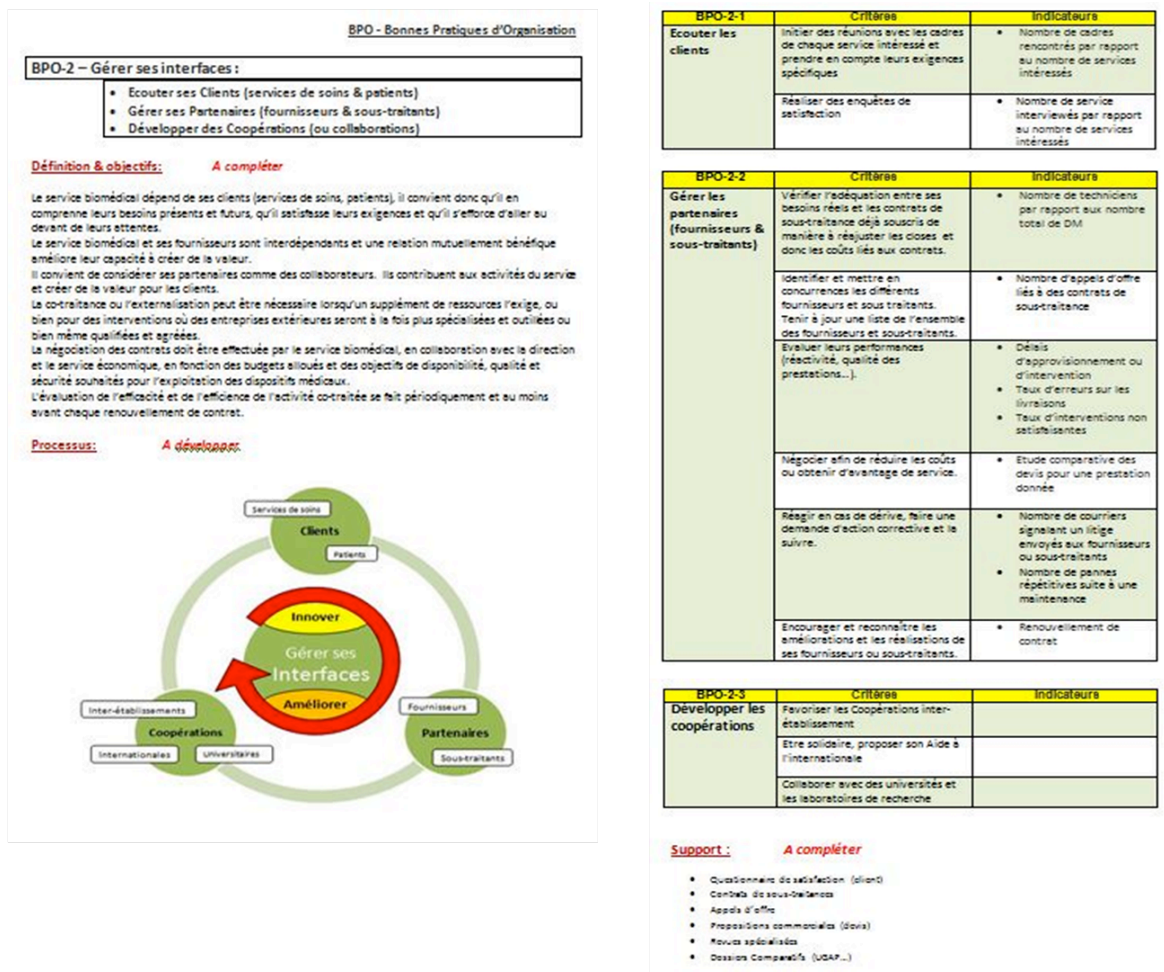 BPO - Bonnes Pratiques d'Organisation
BPO-2 – Gérer ses interfaces :
• Ecouter ses Clients (services de soins & patients)
• Gérer ses Partenaires (fournisseurs & sous-traitants)
• Développer des Coopérations (ou collaborations)
Définition & objectifs: A compléter
Le service biomédical dépend de ses clients (services de soins, patients), il convient donc qu'il en
comprenne leurs besoins présents et futurs, qu'il satisfasse leurs exigences et qu'il s'efforce d'aller au
devant de leurs attentes.
Le service biomédical et ses fournisseurs sont interdépendants et une relation mutuellement bénéfique
améliore leur capacité à créer de la valeur.
Il convient de considérer ses partenaires comme des collaborateurs. Ils contribuent aux activités du service
et créer de la valeur pour les clients.
La co-traitance ou l'externalisation peut être nécessaire lorsqu'un supplément de ressources l'exige, ou
bien pour des interventions où des entreprises extérieures seront à la fois plus spécialisées et outillées ou
bien même qualifiées et agréées.
La négociation des contrats doit être effectuée par le service biomédical, en collaboration avec la direction
et le service économique, en fonction des budgets alloués et des objectifs de disponibilité, qualité et
sécurité souhaités pour l'exploitation des dispositifs médicaux.
L'évaluation de l'efficacité et de l'efficience de l'activité co-traitée se fait périodiquement et au moins
avant chaque renouvellement de contrat.
Processus: A développer
Services de soins
Clients
Patients
Innover
Gérer ses
Interfaces
Améliorer
Inter-établissements
Coopérations
Internationales
Universitaires
Fournisseurs
Partenaires
Sous-traitants
BPO-2-1 Critères Indicateurs
Ecouter les
clients
Initier des réunions avec les cadres
de chaque service intéressé et
prendre en compte leurs exigences
spécifiques
• Nombre de cadres
rencontrés par rapport
au nombre de services
intéressés
Réaliser des enquêtes de
satisfaction
• Nombre de service
interviewés par rapport
au nombre de services
intéressés
BPO-2-2 Critères Indicateurs
Gérer les
partenaires
(fournisseurs &
sous-traitants)
Vérifier l'adéquation entre ses
besoins réels et les contrats de
sous-traitance déjà souscris de
manière à réajuster les closes et
donc les coûts liés aux contrats.
• Nombre de techniciens
par rapport aux nombre
total de DM
Identifier et mettre en
concurrences les différents
fournisseurs et sous traitants.
Tenir à jour une liste de l'ensemble
des fournisseurs et sous-traitants.
• Nombre d'appels d'offre
liés à des contrats de
sous-traitance
Evaluer leurs performances
(réactivité, qualité des
prestations...).
• Délais
d'approvisionnement ou
d'intervention
• Taux d'erreurs sur les
livraisons
• Taux d'interventions non
satisfaisantes
Négocier afin de réduire les coûts
ou obtenir d'avantage de service.
• Etude comparative des
devis pour une prestation
donnée
Réagir en cas de dérive, faire une
demande d'action corrective et la
suivre.
• Nombre de courriers
signalant un litige
envoyés aux fournisseurs
ou sous-traitants
• Nombre de pannes
répétitives suite à une
maintenance
Encourager et reconnaître les
améliorations et les réalisations de
ses fournisseurs ou sous-traitants.
• Renouvellement de
contrat
BPO-2-3 Critères Indicateurs
Développer les
coopérations
Favoriser les Coopérations inter-
établissement
Etre solidaire, proposer son Aide à
l'internationale
Collaborer avec des universités et
les laboratoires de recherche
Support : A compléter
• Questionnaire de satisfaction (client)
• Contrats de sous-traitances
• Appels d'offre
• Propositions commerciales (devis)
• Revues spécialisées
• Dossiers Comparatifs (UGAP...)